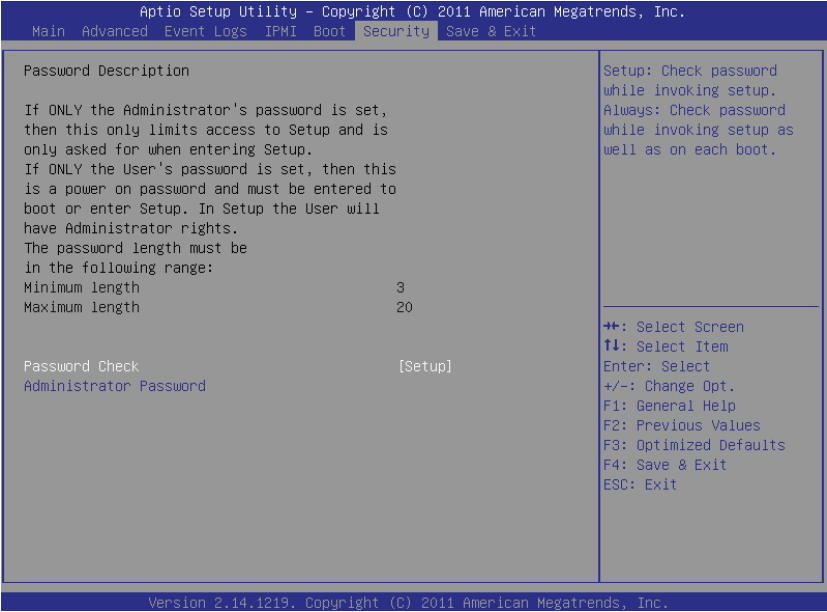 Aptio Setup Utility – Copyright (C) 2011 American Megatrends, Inc.
Main Advanced Event Logs IPMI Boot Security Save & Exit
Password Description
If ONLY the Administrator's password is set,
then this only limits access to Setup and is
only asked for when entering Setup.
If ONLY the User's password is set, then this
is a power on password and must be entered to
boot or enter Setup. In Setup the User will
have Administrator rights.
The password length must be
in the following range:
Minimum length 3
Maximum length 20
Password Check [Setup]
Administrator Password
Setup: Check password
while invoking setup.
Always: Check password
while invoking setup as
well as on each boot.
→←: Select Screen
↑↓: Select Item
Enter: Select
+/-: Change Opt.
F1: General Help
F2: Previous Values
F3: Optimized Defaults
F4: Save & Exit
ESC: Exit
Version 2.14.1219. Copyright (C) 2011 American Megatrends, Inc.